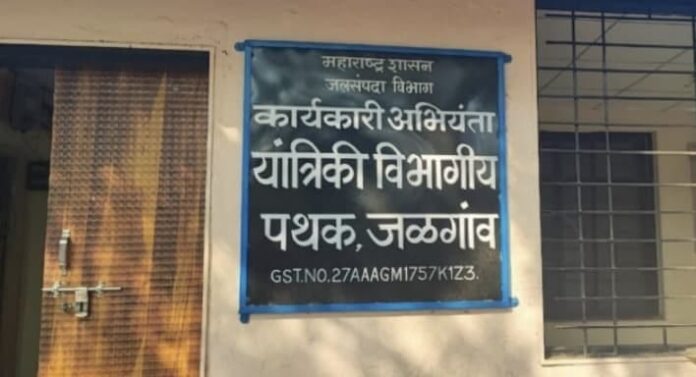 महाराष्ट्र शासन
जलसंपदा विभाग
कार्यकारी अभियंता
यांत्रिकी विभागीय
पथक, जळगांव
GST.NO.27AAAGM1757K1Z3.